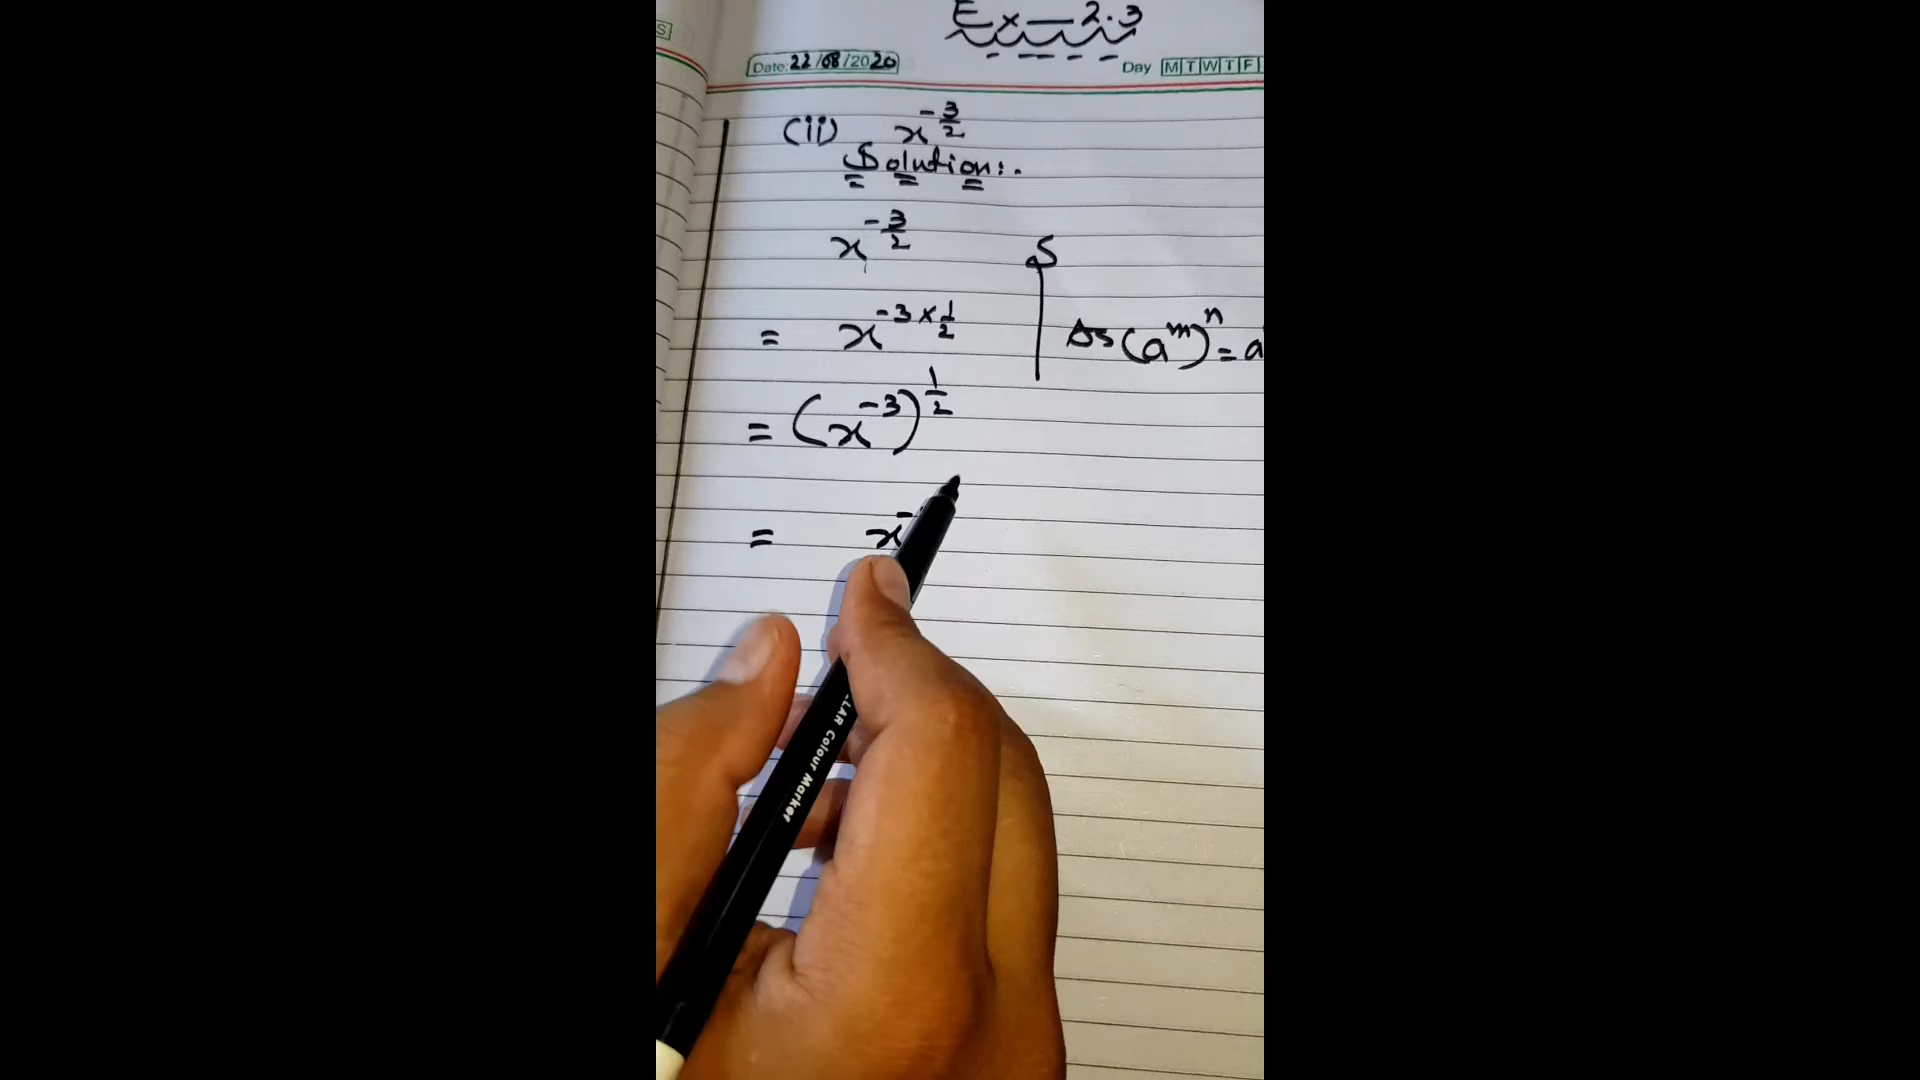 Ex — 2.3
S
Date: 22/08/2020 Day M T W T F
(ii) x^{-3/2}
Solution:.
x^{-3/2}
= x^{-3 × 1/2}
As (a^m)^n = a
= (x^{-3})^{1/2}
= x^-
LAR Colour Marker